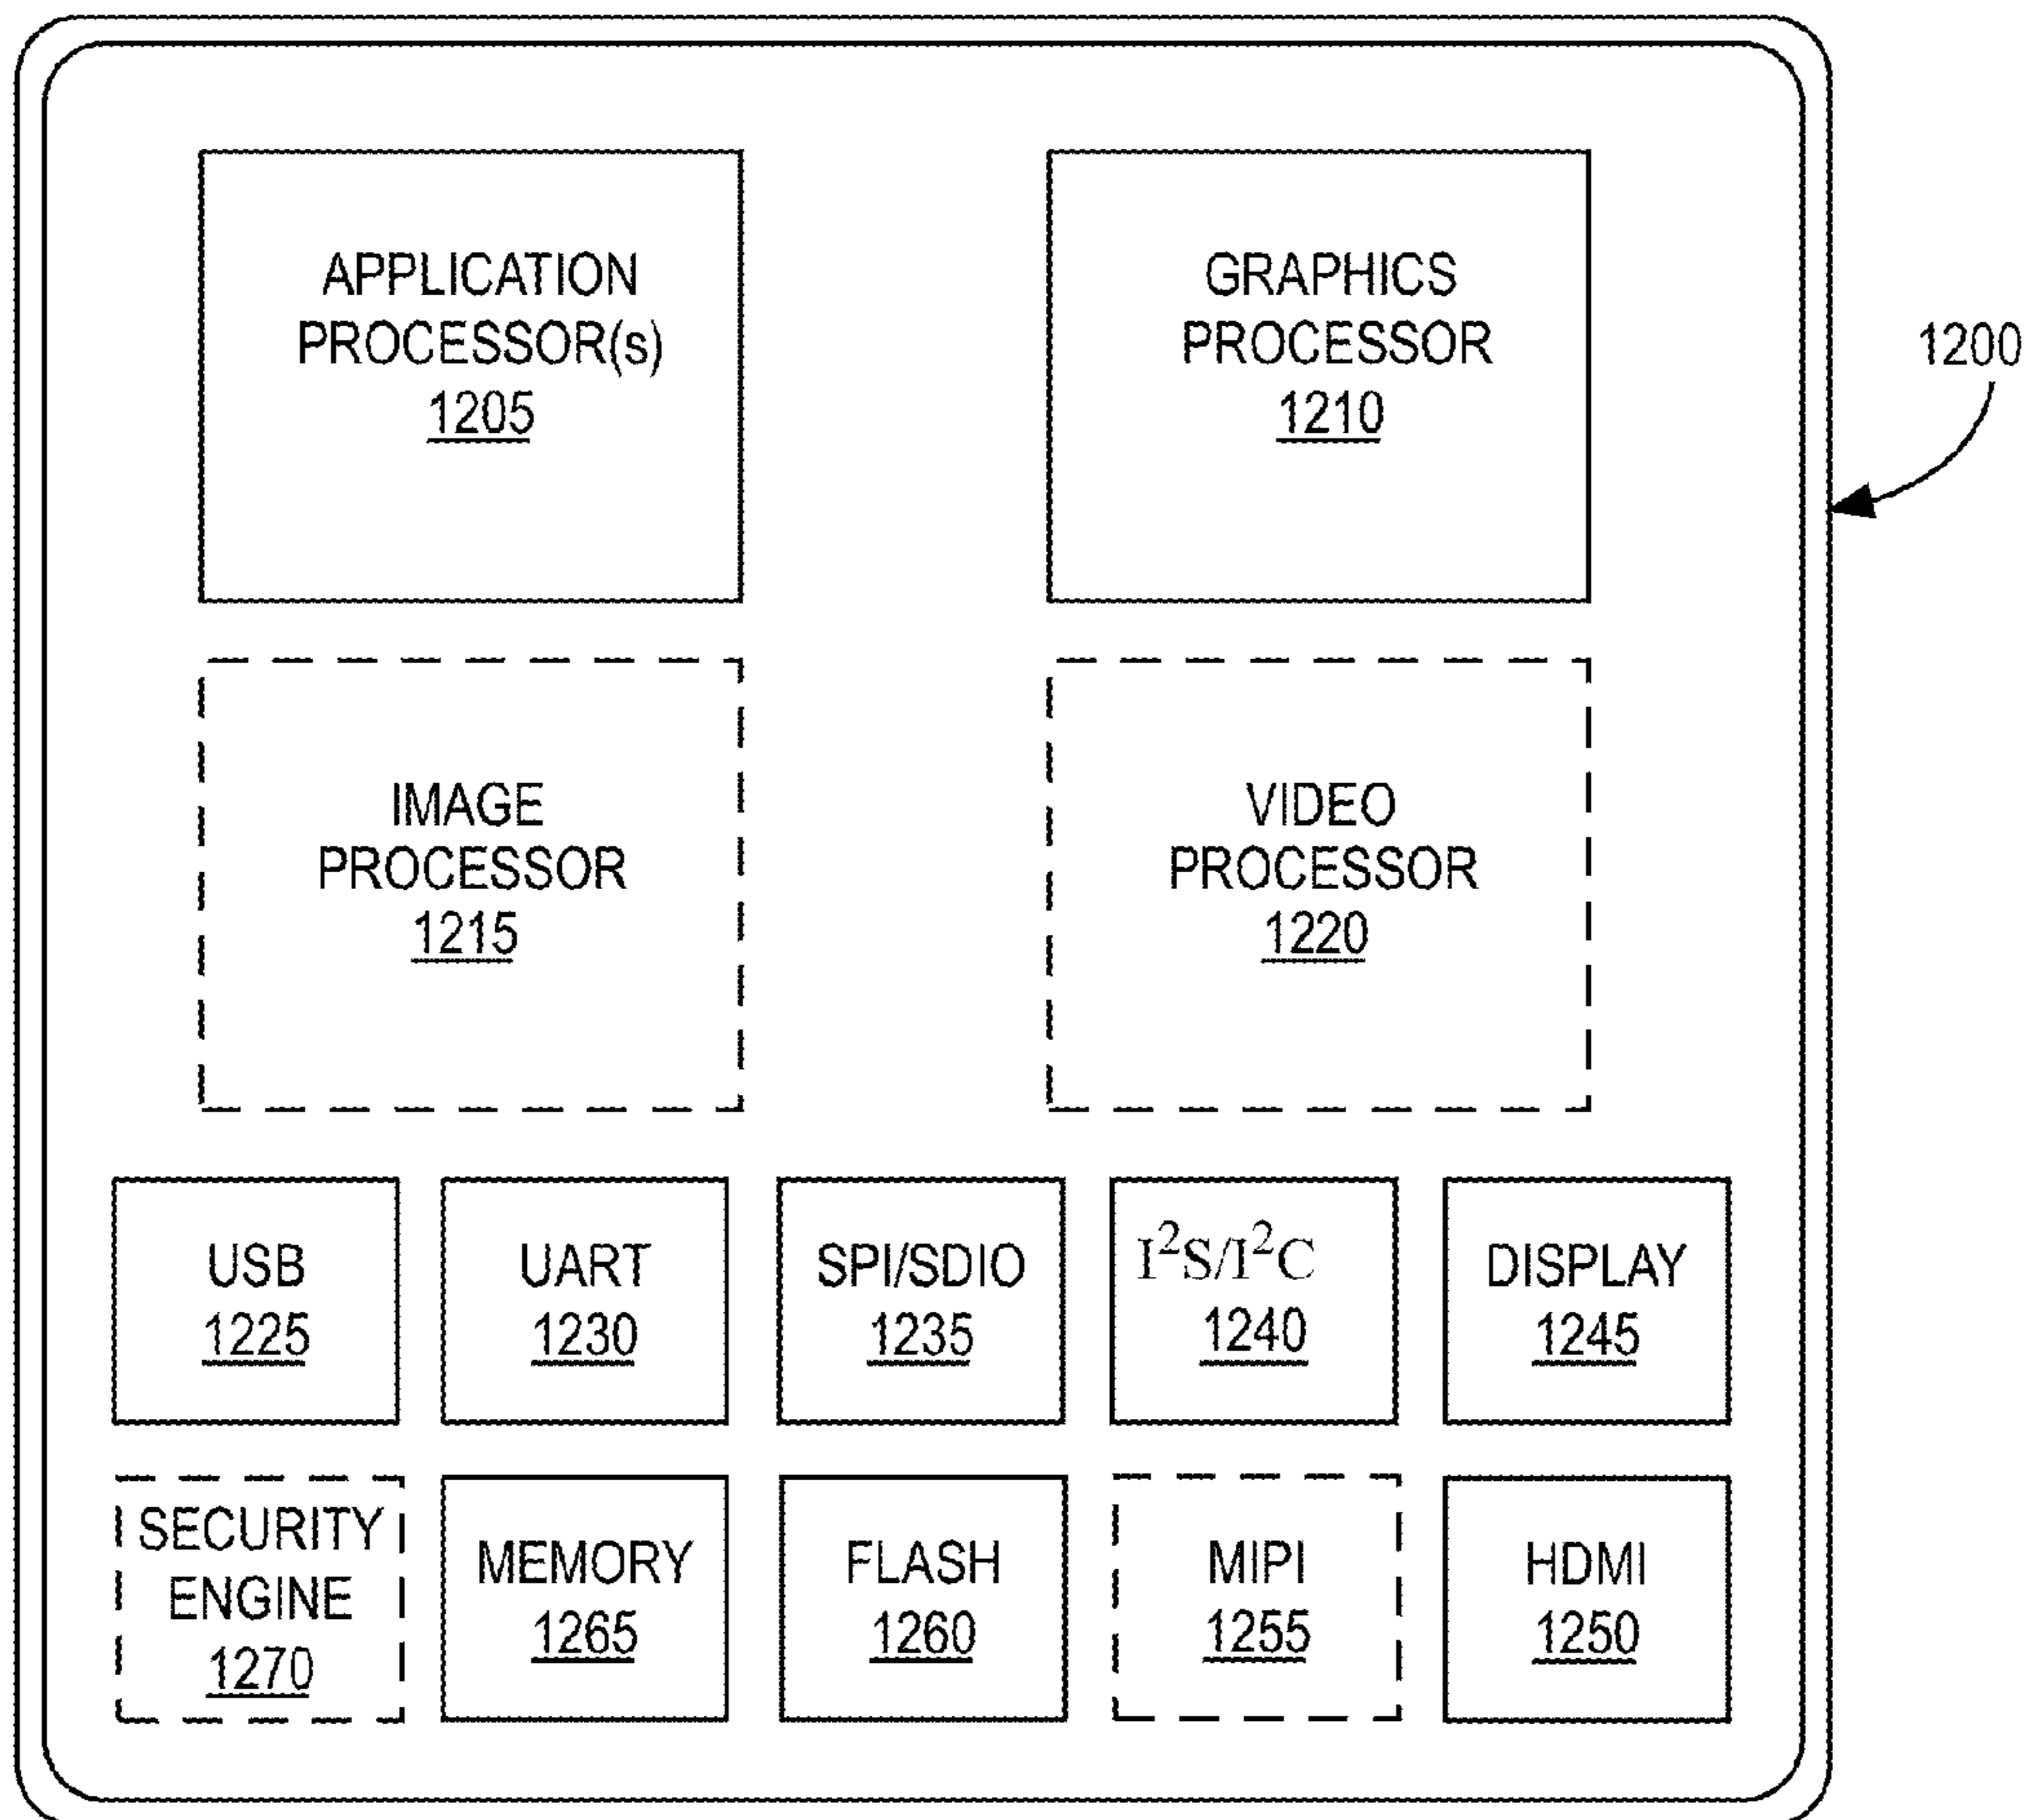 APPLICATION
PROCESSOR(s)
1205
GRAPHICS
PROCESSOR
1210
1200
IMAGE
PROCESSOR
1215
VIDEO
PROCESSOR
1220
USB
1225
UART
1230
SPI/SDIO
1235
I²S/I²C
1240
DISPLAY
1245
SECURITY
ENGINE
1270
MEMORY
1265
FLASH
1260
MIPI
1255
HDMI
1250